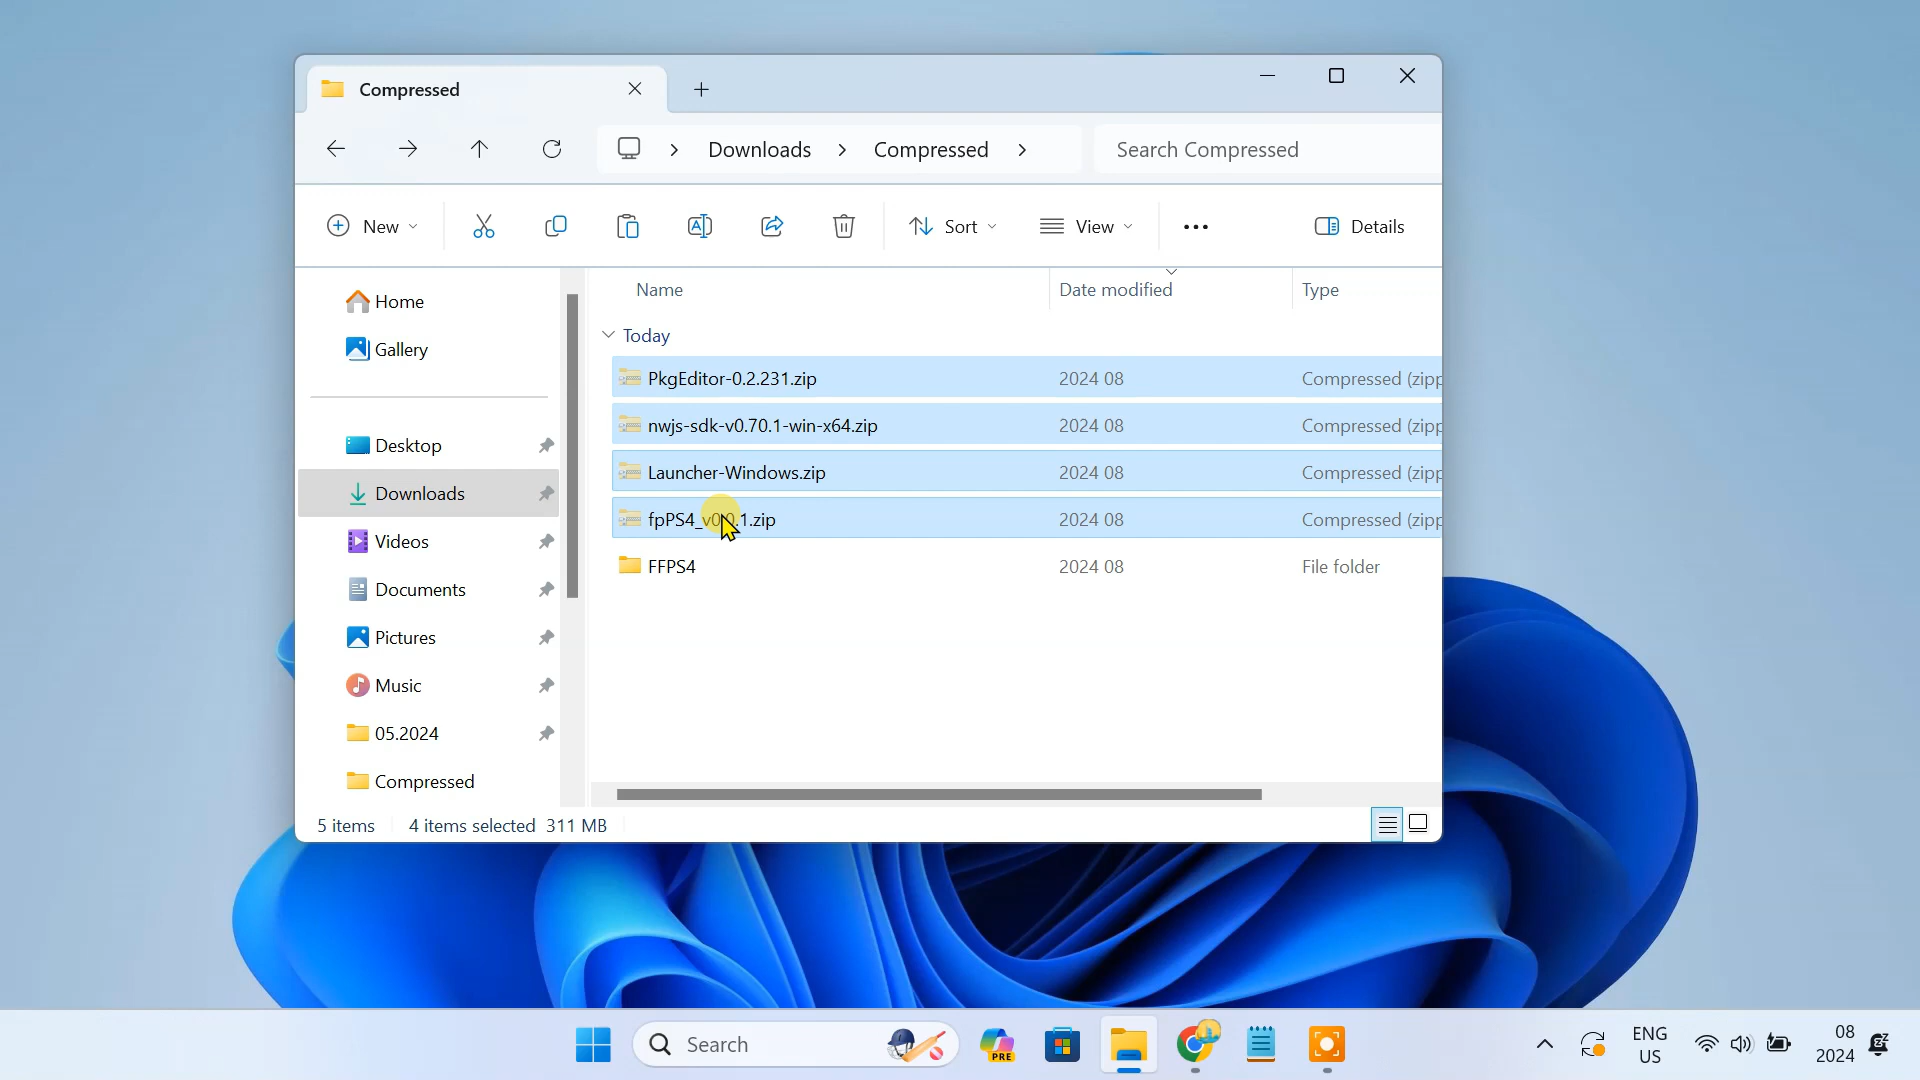 Compressed
Downloads
Compressed
Search Compressed
New
Sort
View
Details
Home
Gallery
Desktop
Downloads
Videos
Documents
Pictures
Music
05.2024
Compressed
Name Date modified Type
Today
PkgEditor-0.2.231.zip 2024 08 Compressed (zipp
nwjs-sdk-v0.70.1-win-x64.zip 2024 08 Compressed (zipp
Launcher-Windows.zip 2024 08 Compressed (zipp
fpPS4_v0.0.1.zip 2024 08 Compressed (zipp
FFPS4 2024 08 File folder
5 items 4 items selected 311 MB
Search
PRE
ENG
US
08
2024